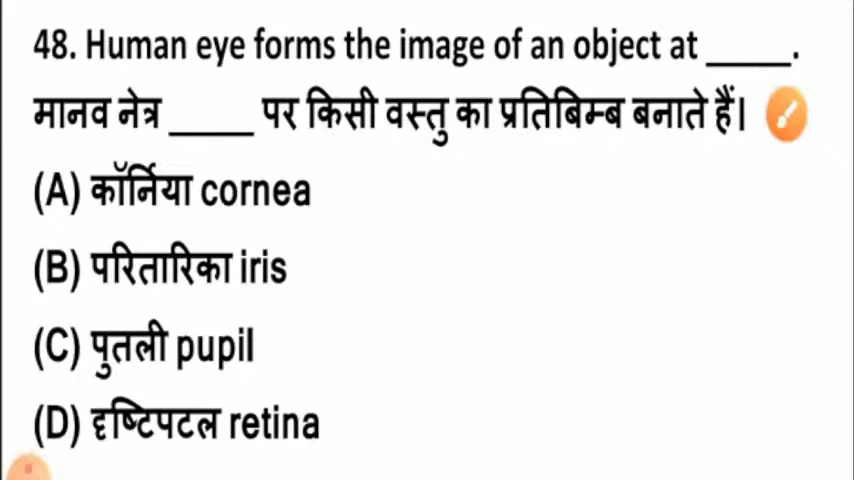 48. Human eye forms the image of an object at _____.
मानव नेत्र _____ पर किसी वस्तु का प्रतिबिम्ब बनाते हैं।
(A) कॉर्निया cornea
(B) परितारिका iris
(C) पुतली pupil
(D) दृष्टिपटल retina